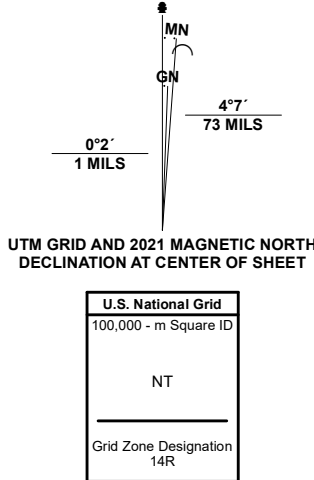 MN
GN
4°7´
73 MILS
0°2´
1 MILS
UTM GRID AND 2021 MAGNETIC NORTH
DECLINATION AT CENTER OF SHEET
U.S. National Grid
100,000 - m Square ID
NT
Grid Zone Designation
14R